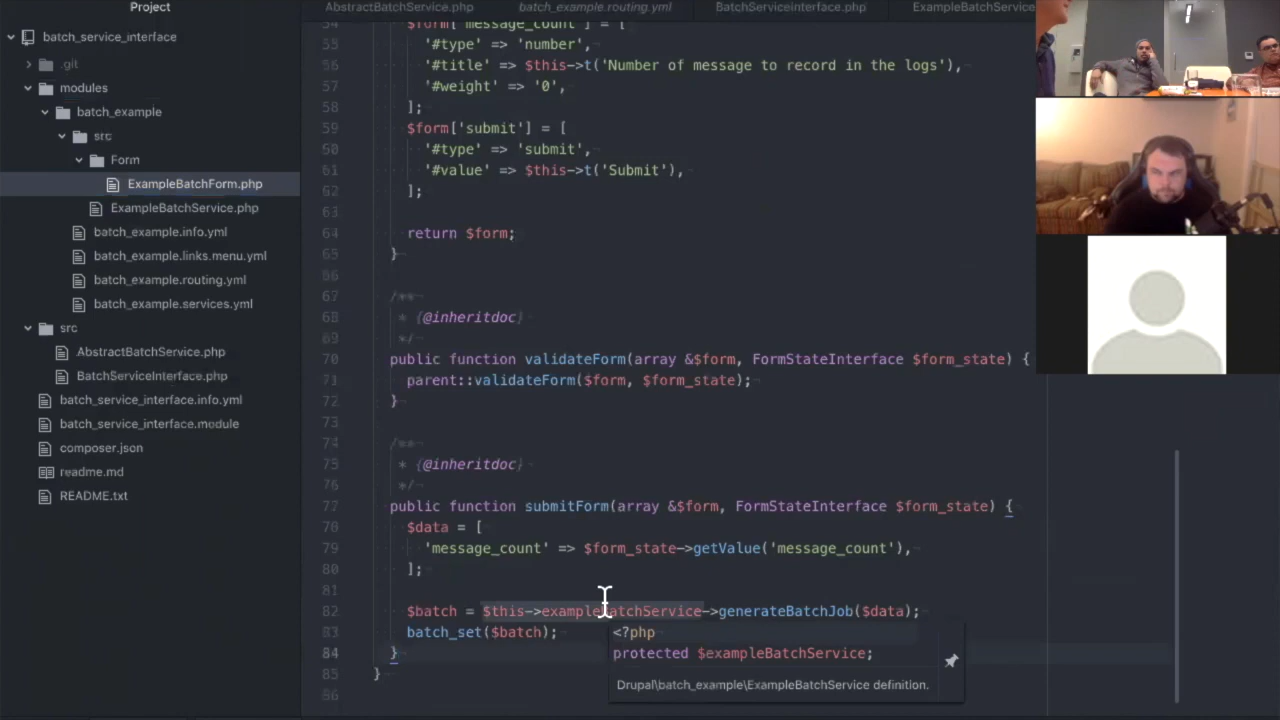 Project
batch_service_interface
.git
modules
batch_example
src
Form
ExampleBatchForm.php
ExampleBatchService.php
batch_example.info.yml
batch_example.links.menu.yml
batch_example.routing.yml
batch_example.services.yml
src
AbstractBatchService.php
BatchServiceInterface.php
batch_service_interface.info.yml
batch_service_interface.module
composer.json
readme.md
README.txt
AbstractBatchService.php
batch_example.routing.yml
BatchServiceInterface.php
ExampleBatchService
54 $form['message_count'] = [
55 '#type' => 'number',
56 '#title' => $this->t('Number of message to record in the logs'),
57 '#weight' => '0',
58 ];
59 $form['submit'] = [
60 '#type' => 'submit',
61 '#value' => $this->t('Submit'),
62 ];
63
64 return $form;
65 }
66
67 /**
68 * {@inheritdoc}
69 */
70 public function validateForm(array &$form, FormStateInterface $form_state) {
71 parent::validateForm($form, $form_state);
72 }
73
74 /**
75 * {@inheritdoc}
76 */
77 public function submitForm(array &$form, FormStateInterface $form_state) {
78 $data = [
79 'message_count' => $form_state->getValue('message_count'),
80 ];
81
82 $batch = $this->exampleBatchService->generateBatchJob($data);
83 batch_set($batch);
84 }
85 }
86
<?php
protected $exampleBatchService;
Drupal\batch_example\ExampleBatchService definition.